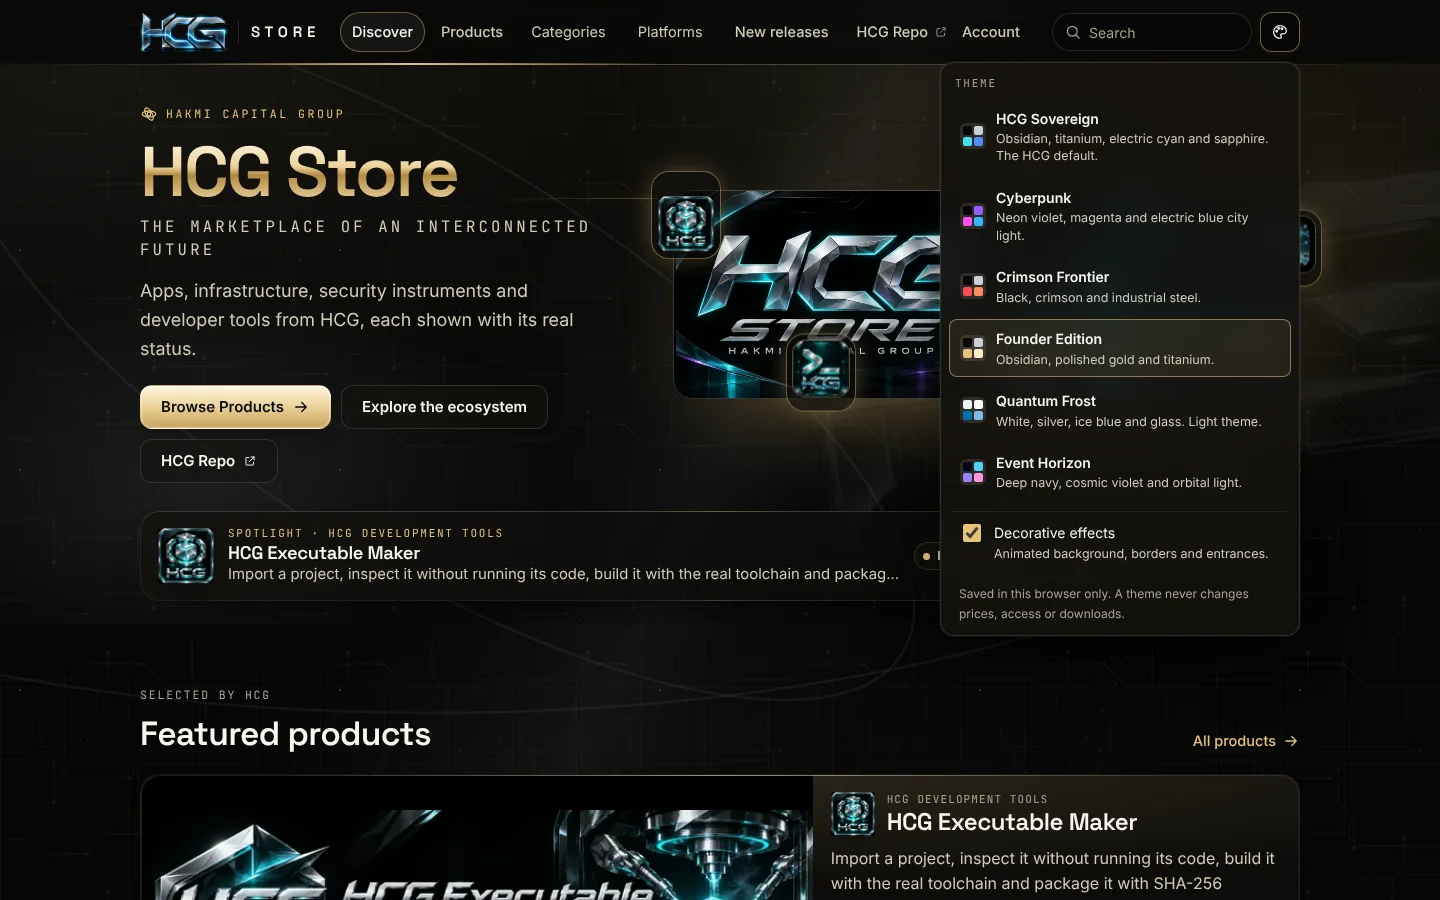 HCG
STORE
Discover
Products
Categories
Platforms
New releases
HCG Repo
Account
Search
HAKMI CAPITAL GROUP
HCG Store
THE MARKETPLACE OF AN INTERCONNECTED
FUTURE
Apps, infrastructure, security instruments and
developer tools from HCG, each shown with its real
status.
Browse Products
Explore the ecosystem
HCG Repo
HCG
HCG
STORE
HCG
SPOTLIGHT · HCG DEVELOPMENT TOOLS
HCG Executable Maker
Import a project, inspect it without running its code, build it with the real toolchain and packag...
HCG
THEME
HCG Sovereign
Obsidian, titanium, electric cyan and sapphire.
The HCG default.
Cyberpunk
Neon violet, magenta and electric blue city
light.
Crimson Frontier
Black, crimson and industrial steel.
Founder Edition
Obsidian, polished gold and titanium.
Quantum Frost
White, silver, ice blue and glass. Light theme.
Event Horizon
Deep navy, cosmic violet and orbital light.
Decorative effects
Animated background, borders and entrances.
Saved in this browser only. A theme never changes
prices, access or downloads.
SELECTED BY HCG
Featured products
All products
HCG Executable
HCG
HCG DEVELOPMENT TOOLS
HCG Executable Maker
Import a project, inspect it without running its code, build it
with the real toolchain and package it with SHA-256